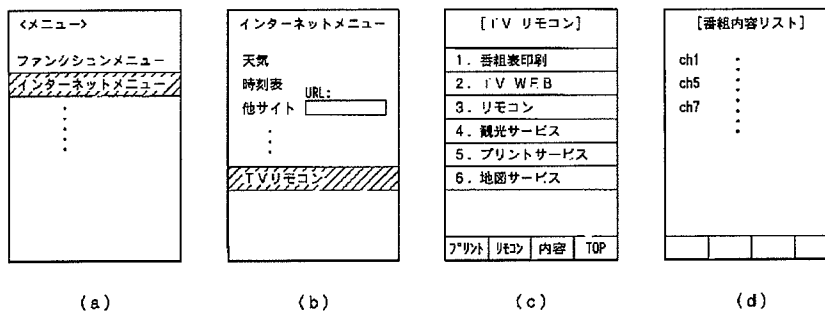 <メニュー>
ファンクションメニュー
インターネットメニュー
(a)
インターネットメニュー
天気
時刻表
URL:
他サイト
TVリモコン
(b)
[TV リモコン]
1. 番組表印刷
2. TV WEB
3. リモコン
4. 観光サービス
5. プリントサービス
6. 地図サービス
プリント リモコン 内容 TOP
(c)
[番組内容リスト]
ch1
ch5
ch7
(d)